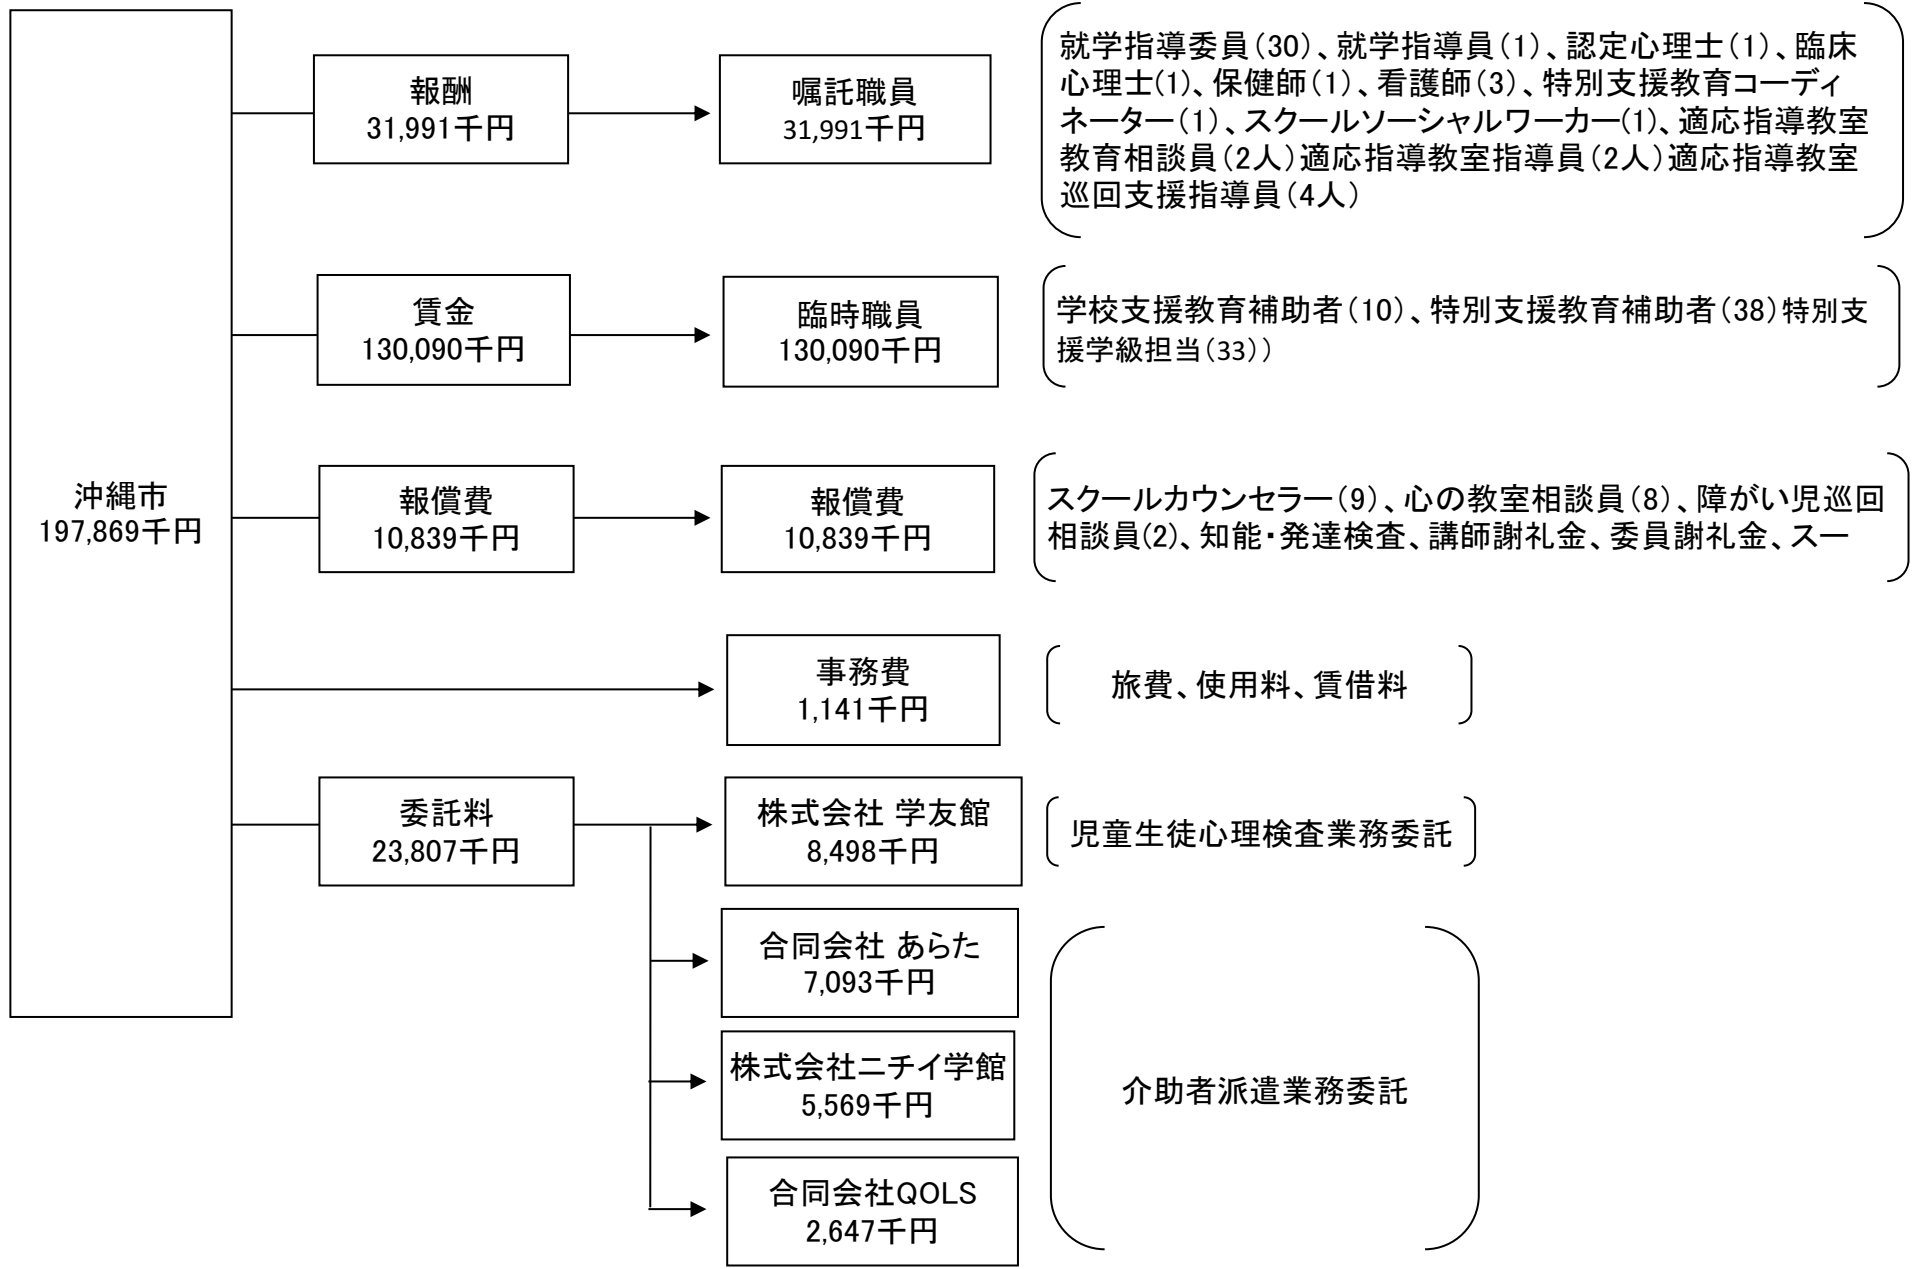 沖縄市
197,869千円
報酬
31,991千円
嘱託職員
31,991千円
就学指導委員（30）、就学指導員（1）、認定心理士（1）、臨床
心理士(1)、保健師（1）、看護師（3）、特別支援教育コーディ
ネーター（1）、スクールソーシャルワーカー(1)、適応指導教室
教育相談員（2人）適応指導教室指導員（2人）適応指導教室
巡回支援指導員（4人）
賃金
130,090千円
臨時職員
130,090千円
学校支援教育補助者（10）、特別支援教育補助者（38）特別支
援学級担当（33））
報償費
10,839千円
報償費
10,839千円
スクールカウンセラー（9）、心の教室相談員（8）、障がい児巡回
相談員(2)、知能・発達検査、講師謝礼金、委員謝礼金、スー
事務費
1,141千円
旅費、使用料、賃借料
委託料
23,807千円
株式会社 学友館
8,498千円
児童生徒心理検査業務委託
合同会社 あらた
7,093千円
株式会社ニチイ学館
5,569千円
合同会社QOLS
2,647千円
介助者派遣業務委託